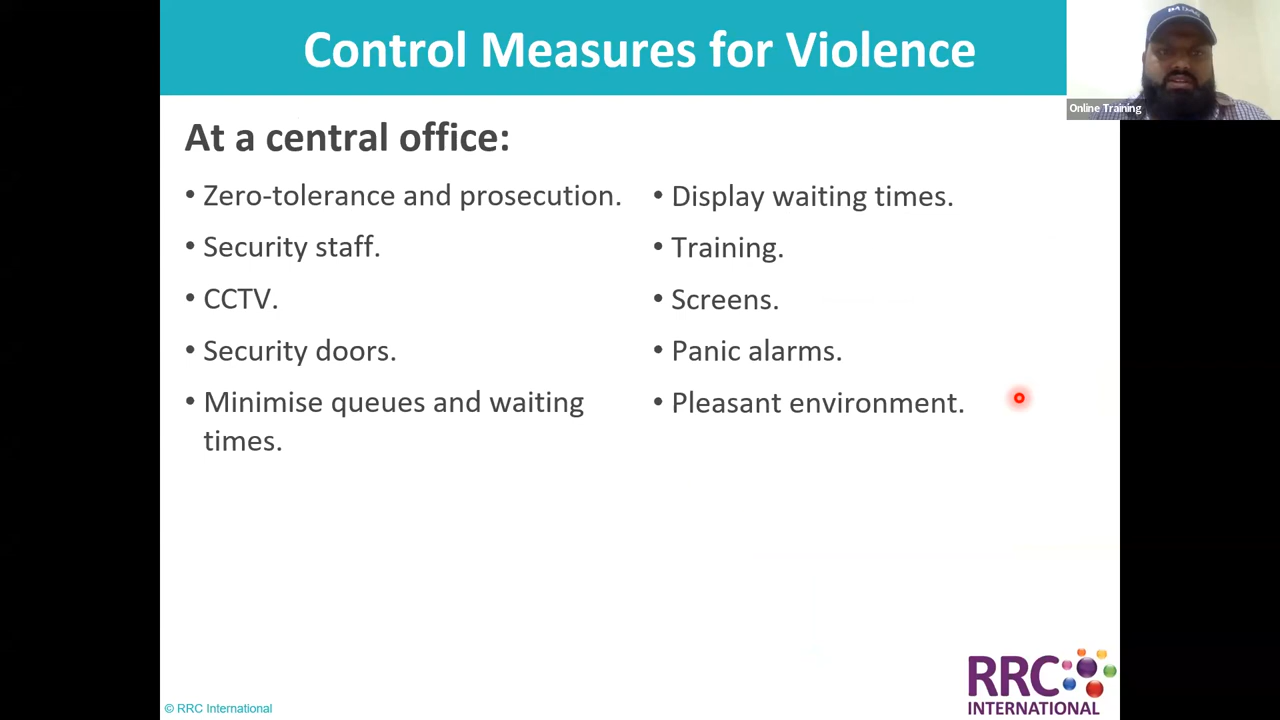 Control Measures for Violence
Online Training
At a central office:
• Zero-tolerance and prosecution.
• Security staff.
• CCTV.
• Security doors.
• Minimise queues and waiting
times.
• Display waiting times.
• Training.
• Screens.
• Panic alarms.
• Pleasant environment.
© RRC International
RRC
INTERNATIONAL